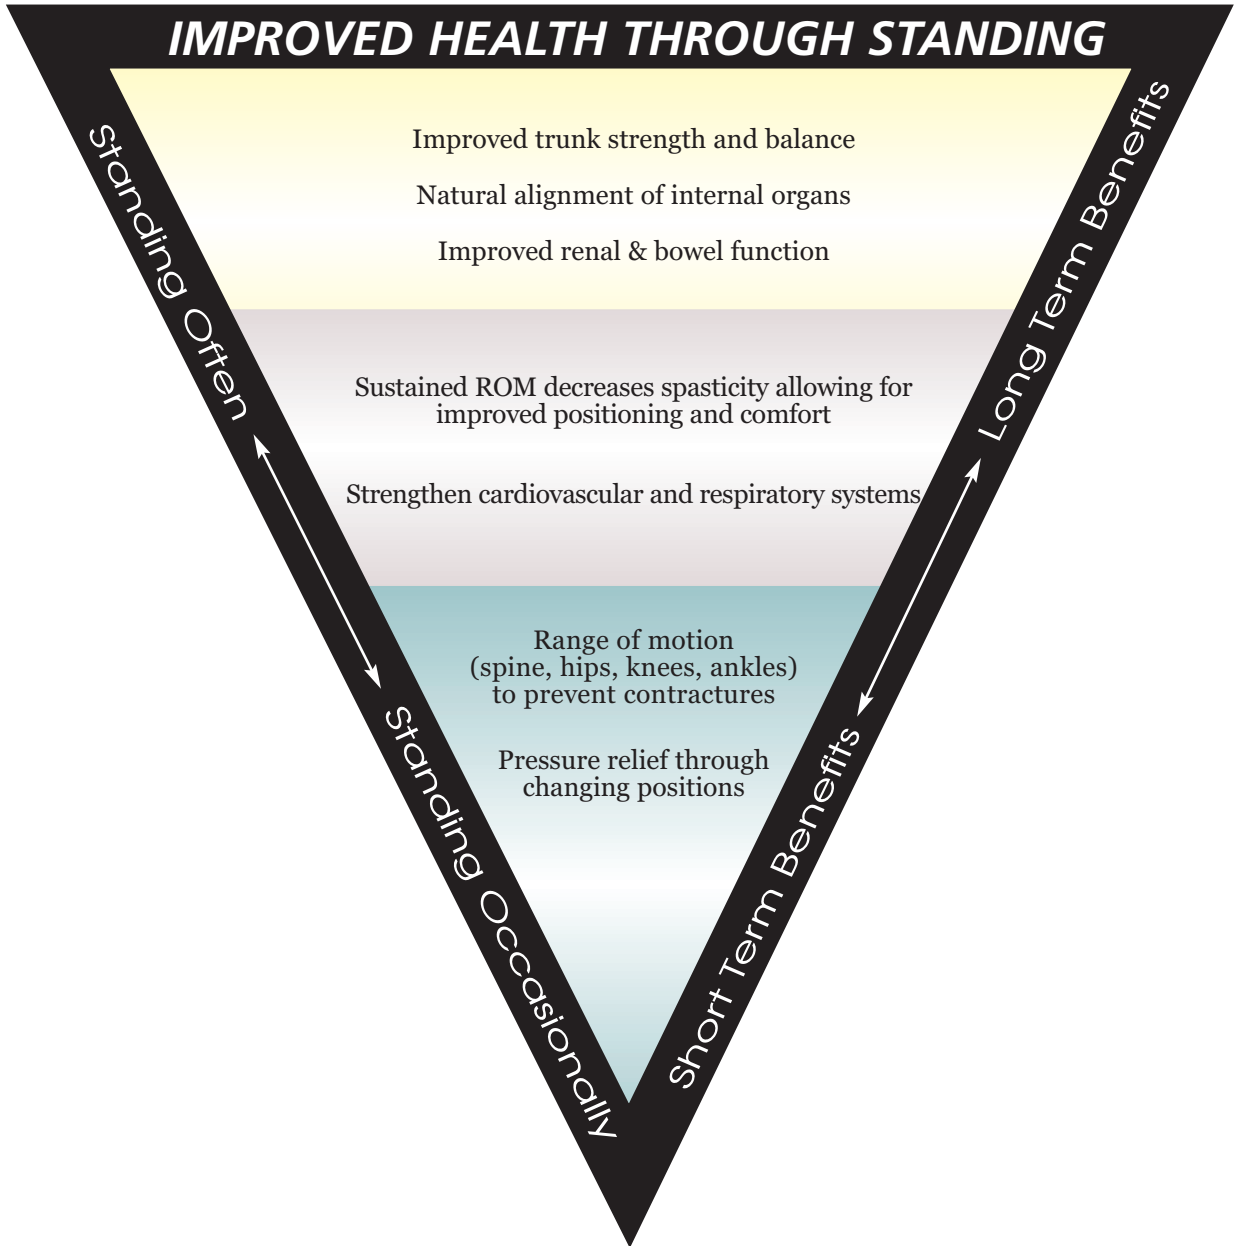 IMPROVED HEALTH THROUGH STANDING
Standing Often
Long Term Benefits
Improved trunk strength and balance
Natural alignment of internal organs
Improved renal & bowel function
Sustained ROM decreases spasticity allowing for
improved positioning and comfort
Strengthen cardiovascular and respiratory systems
Range of motion
(spine, hips, knees, ankles)
to prevent contractures
Pressure relief through
changing positions
Standing Occasionally
Short Term Benefits